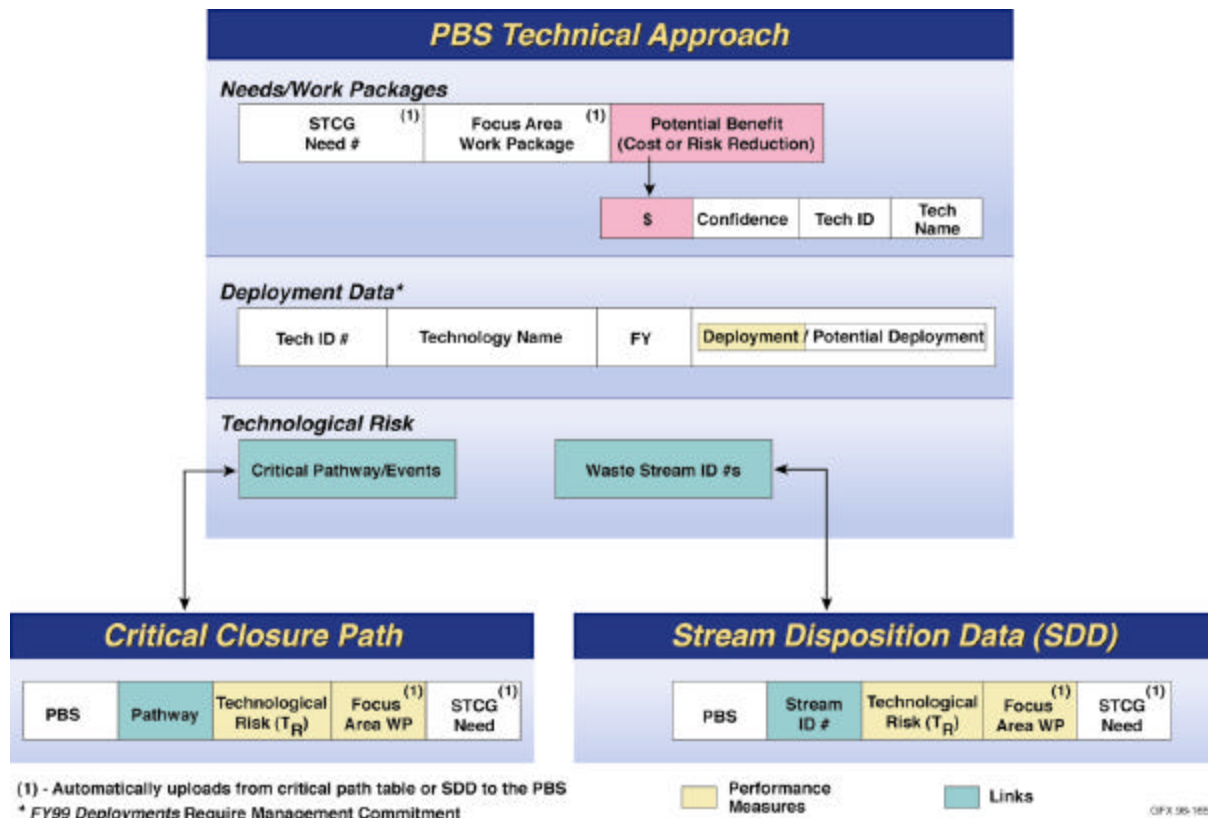 PBS Technical Approach
Needs/Work Packages
STCG (1)
Need #
Focus Area (1)
Work Package
Potential Benefit
(Cost or Risk Reduction)
$
Confidence
Tech ID
Tech
Name
Deployment Data*
Tech ID #
Technology Name
FY
Deployment / Potential Deployment
Technological Risk
Critical Pathway/Events
Waste Stream ID #s
Critical Closure Path
PBS
Pathway
Technological
Risk (TR)
Focus (1)
Area WP
STCG (1)
Need
Stream Disposition Data (SDD)
PBS
Stream
ID #
Technological
Risk (TR)
Focus (1)
Area WP
STCG (1)
Need
(1) - Automatically uploads from critical path table or SDD to the PBS
* FY99 Deployments Require Management Commitment
Performance
Measures
Links